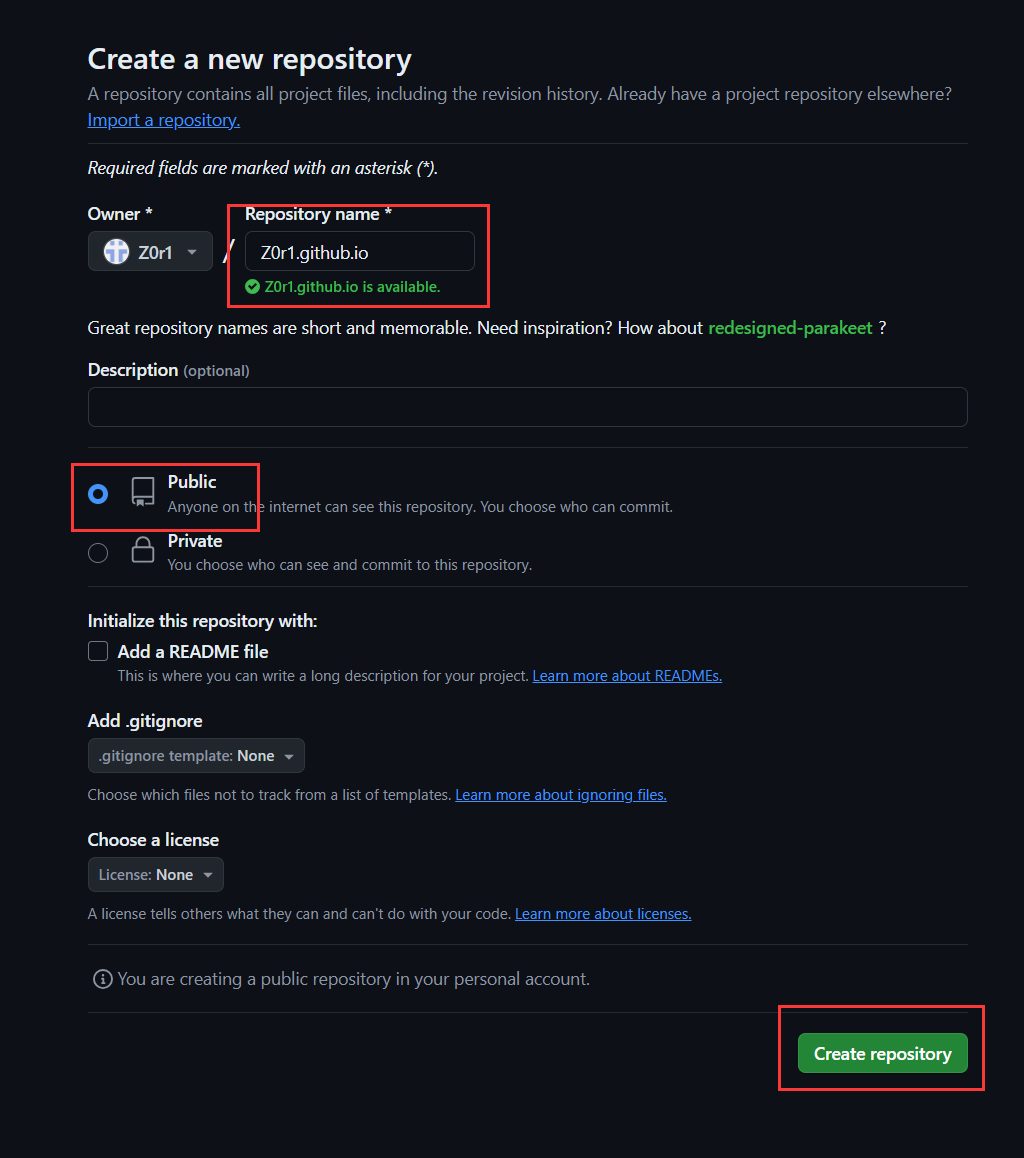 Create a new repository
A repository contains all project files, including the revision history. Already have a project repository elsewhere?
Import a repository.
Required fields are marked with an asterisk (*).
Owner *
Repository name *
Z0r1
/
Z0r1.github.io
Z0r1.github.io is available.
Great repository names are short and memorable. Need inspiration? How about redesigned-parakeet ?
Description (optional)
Public
Anyone on the internet can see this repository. You choose who can commit.
Private
You choose who can see and commit to this repository.
Initialize this repository with:
Add a README file
This is where you can write a long description for your project. Learn more about READMEs.
Add .gitignore
.gitignore template: None
Choose which files not to track from a list of templates. Learn more about ignoring files.
Choose a license
License: None
A license tells others what they can and can't do with your code. Learn more about licenses.
You are creating a public repository in your personal account.
Create repository